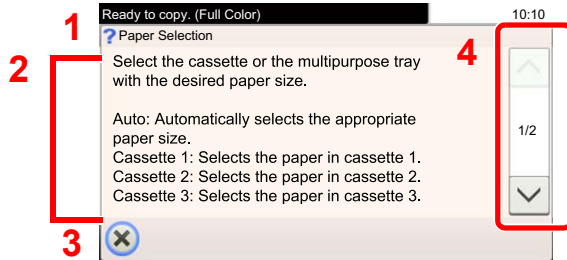 Ready to copy. (Full Color)
10:10
1
?Paper Selection
4
2
Select the cassette or the multipurpose tray
with the desired paper size.
Auto: Automatically selects the appropriate
paper size.
1/2
Cassette 1: Selects the paper in cassette 1.
Cassette 2: Selects the paper in cassette 2.
Cassette 3: Selects the paper in cassette 3.
3